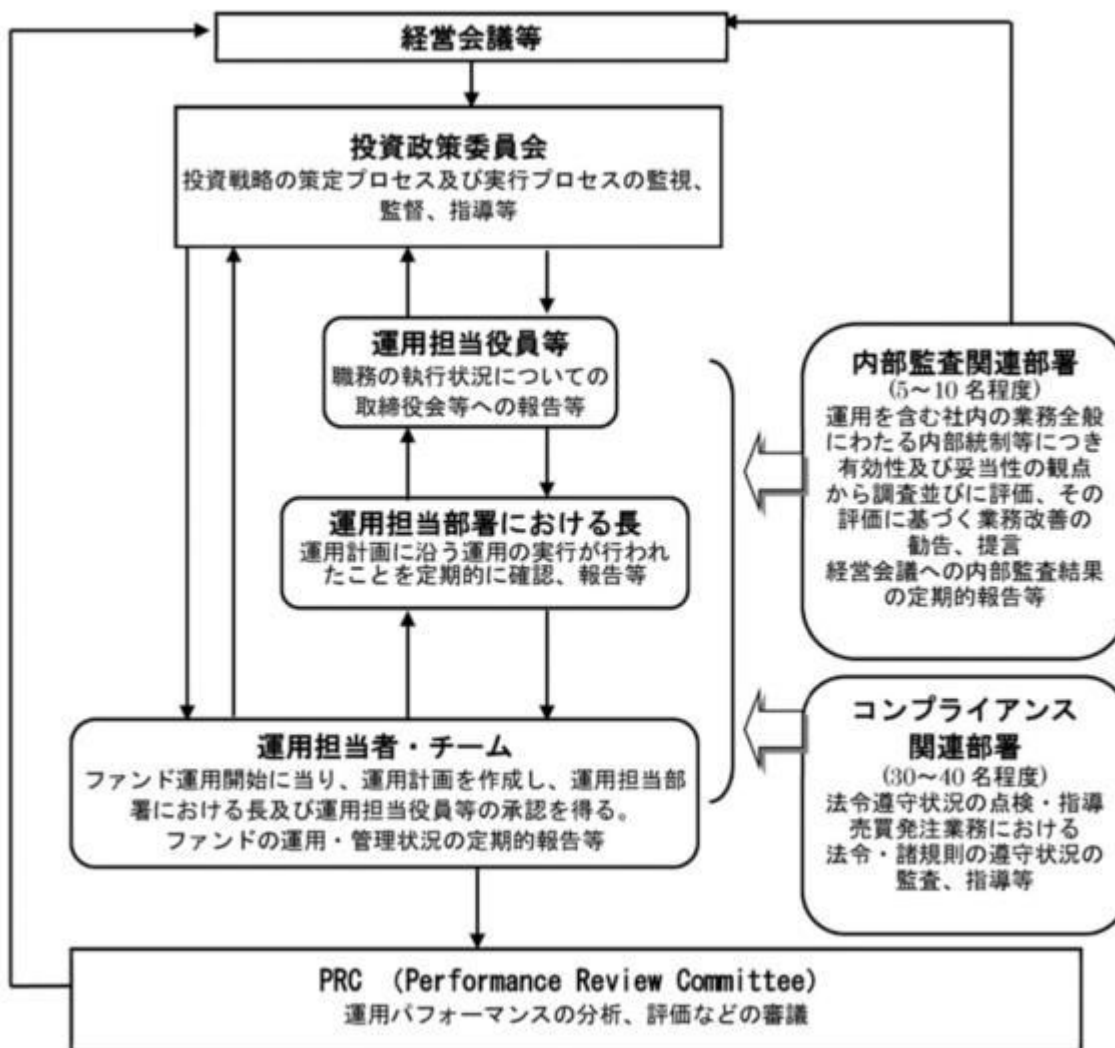 経営会議等
投資政策委員会
投資戦略の策定プロセス及び実行プロセスの監視、
監督、指導等
運用担当役員等
職務の執行状況についての
取締役会等への報告等
運用担当部署における長
運用計画に沿う運用の実行が行われ
たことを定期的に確認、報告等
運用担当者・チーム
ファンド運用開始に当り、運用計画を作成し、運用担当部
署における長及び運用担当役員等の承認を得る。
ファンドの運用・管理状況の定期的報告等
内部監査関連部署
(5～10 名程度)
運用を含む社内の業務全般
にわたる内部統制等につき
有効性及び妥当性の観点
から調査並びに評価、その
評価に基づく業務改善の
勧告、提言
経営会議への内部監査結果
の定期的報告等
コンプライアンス
関連部署
(30～40 名程度)
法令遵守状況の点検・指導
売買発注業務における
法令・諸規則の遵守状況の
監査、指導等
PRC （Performance Review Committee）
運用パフォーマンスの分析、評価などの審議